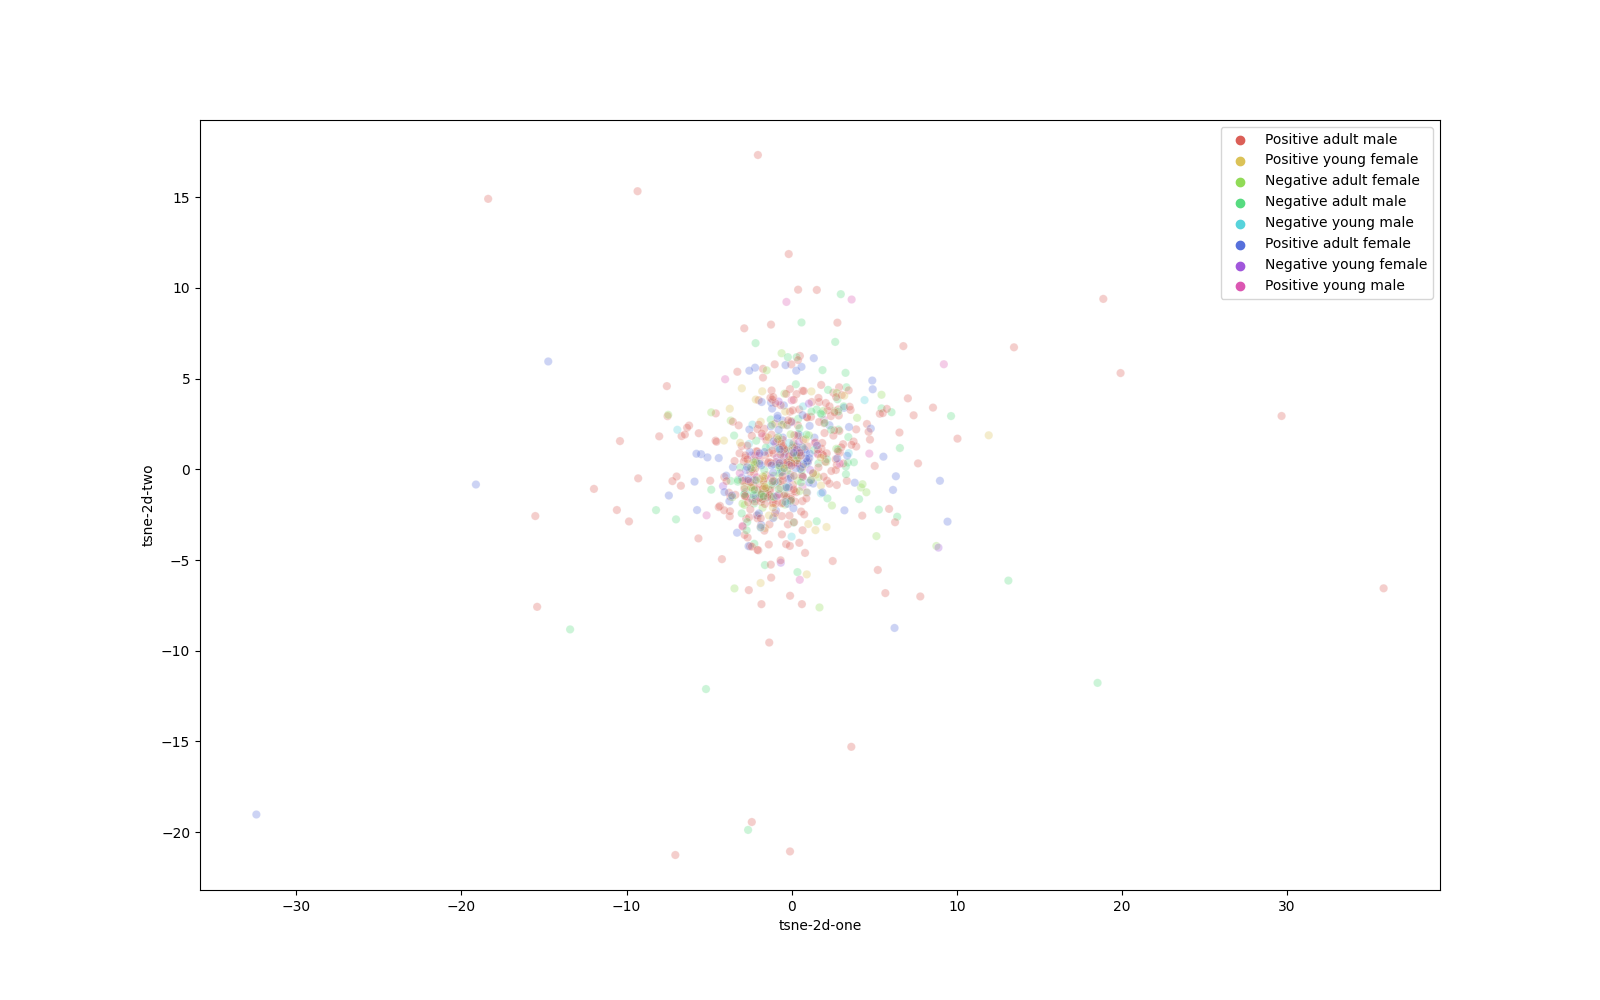 Positive adult male
Positive young female
Negative adult female
Negative adult male
Negative young male
Positive adult female
Negative young female
Positive young male
15
10
5
0
−5
−10
−15
−20
tsne-2d-two
−30 −20 −10 0 10 20 30
tsne-2d-one